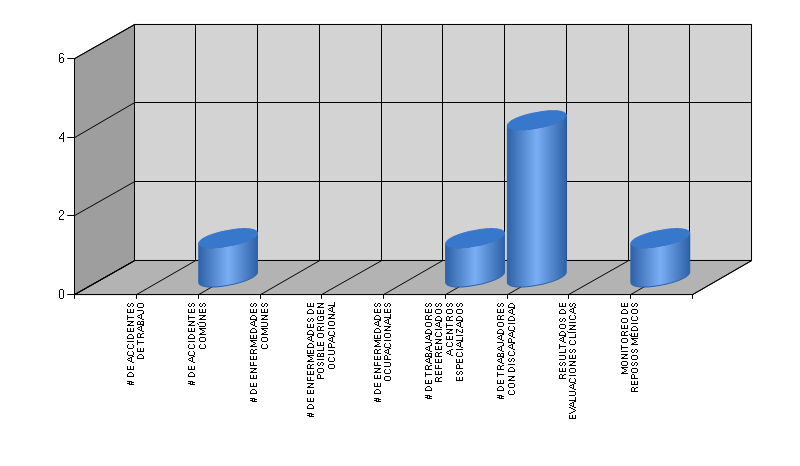 6
4
2
0
# DE ACCIDENTES
DE TRABAJO
# DE ACCIDENTES
COMÚNES
# DE ENFERMEDADES
COMUNES
# DE ENFERMEDADES DE
POSIBLE ORIGEN
OCUPACIONAL
# DE ENFERMEDADES
OCUPACIONALES
# DE TRABAJADORES
REFERENCIADOS
A CENTROS
ESPECIALIZADOS
# DE TRABAJADORES
CON DISCAPACIDAD
RESULTADOS DE
EVALUACIONES CLÍNICAS
MONITOREO DE
REPOSOS MÉDICOS